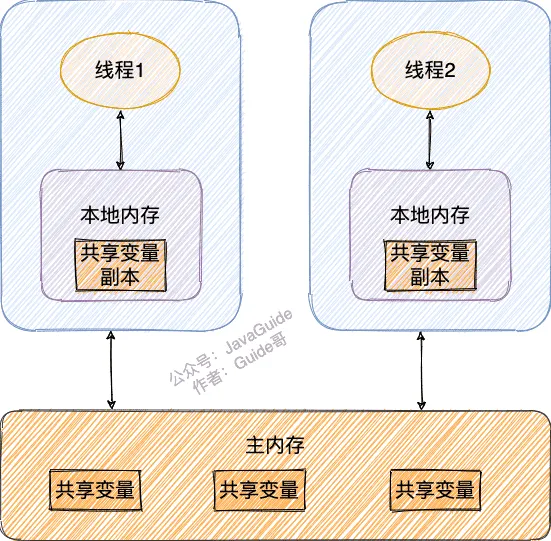 线程1
线程2
本地内存
共享变量
副本
本地内存
共享变量
副本
公众号：JavaGuide
作者：Guide哥
主内存
共享变量
共享变量
共享变量